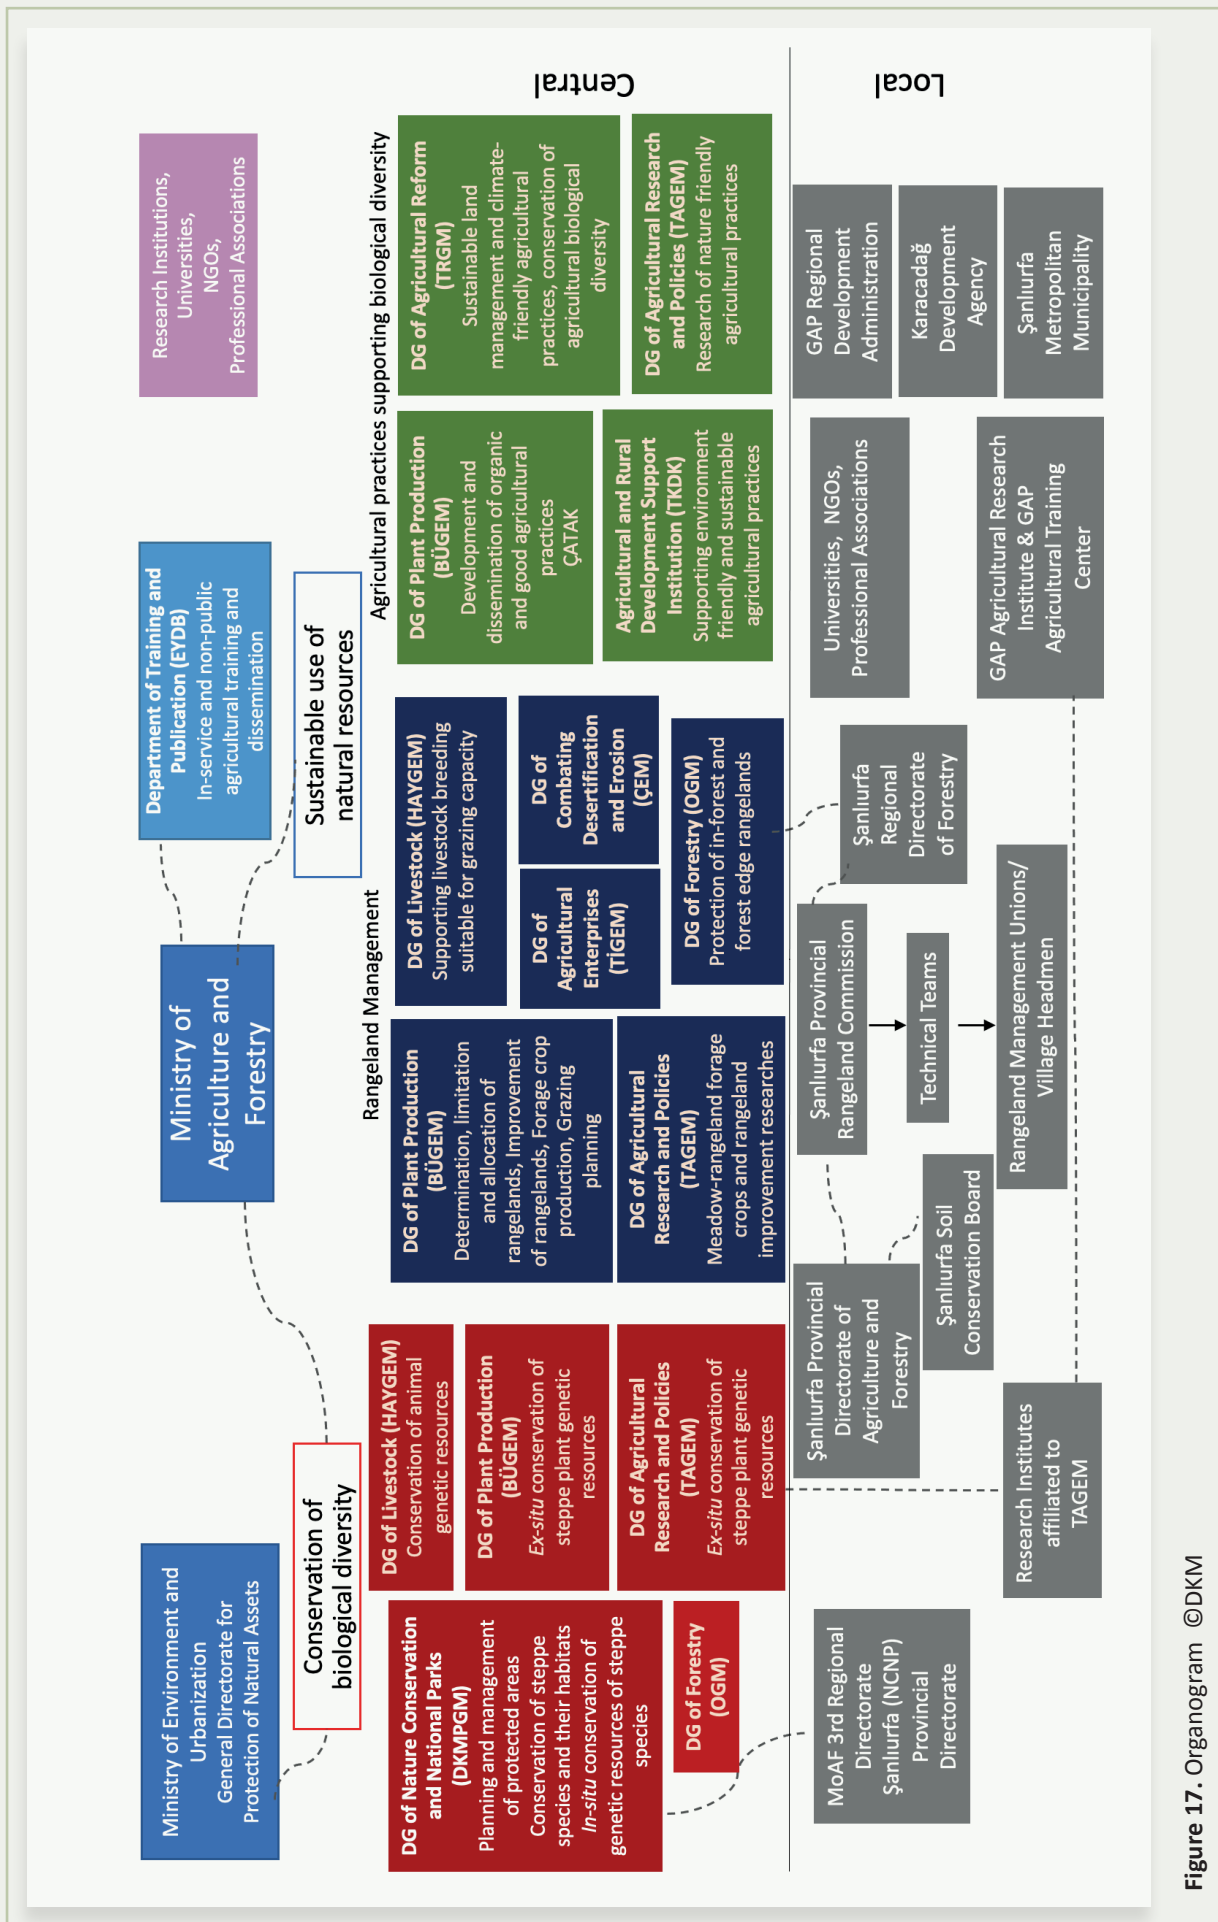 Ministry of Environment and
Urbanization
General Directorate for
Protection of Natural Assets
Ministry of
Agriculture and
Forestry
Department of Training and
Publication (EYDB)
In-service and non-public
agricultural training and
dissemination
Research Institutions,
Universities,
NGOs,
Professional Associations
Conservation of
biological diversity
Sustainable use of
natural resources
Rangeland Management
Agricultural practices supporting biological diversity
DG of Nature Conservation
and National Parks
(DKMPGM)
Planning and management
of protected areas
Conservation of steppe
species and their habitats
In-situ conservation of
genetic resources of steppe
species
DG of Forestry
(OGM)
DG of Livestock (HAYGEM)
Conservation of animal
genetic resources
DG of Plant Production
(BÜGEM)
Ex-situ conservation of
steppe plant genetic
resources
DG of Agricultural
Research and Policies
(TAGEM)
Ex-situ conservation of
steppe plant genetic
resources
DG of Plant Production
(BÜGEM)
Determination, limitation
and allocation of
rangelands, Improvement
of rangelands, Forage crop
production, Grazing
planning
DG of Agricultural
Research and Policies
(TAGEM)
Meadow-rangeland forage
crops and rangeland
improvement researches
DG of Livestock (HAYGEM)
Supporting livestock breeding
suitable for grazing capacity
DG of
Agricultural
Enterprises
(TİGEM)
DG of
Combating
Desertification
and Erosion
(ÇEM)
DG of Forestry (OGM)
Protection of in-forest and
forest edge rangelands
DG of Plant Production
(BÜGEM)
Development and
dissemination of organic
and good agricultural
practices
ÇATAK
Agricultural and Rural
Development Support
Institution (TKDK)
Supporting environment
friendly and sustainable
agricultural practices
DG of Agricultural Reform
(TRGM)
Sustainable land
management and climate-
friendly agricultural
practices, conservation of
agricultural biological
diversity
DG of Agricultural Research
and Policies (TAGEM)
Research of nature friendly
agricultural practices
Central
Local
MoAF 3rd Regional
Directorate
Şanlıurfa (NCNP)
Provincial
Directorate
Şanlıurfa Provincial
Directorate of
Agriculture and
Forestry
Şanlıurfa Soil
Conservation Board
Research Institutes
affiliated to
TAGEM
Şanlıurfa Provincial
Rangeland Commission
Technical Teams
Rangeland Management Unions/
Village Headmen
Şanlıurfa
Regional
Directorate
of Forestry
Universities, NGOs,
Professional Associations
GAP Agricultural Research
Institute & GAP
Agricultural Training
Center
GAP Regional
Development
Administration
Karacadağ
Development
Agency
Şanlıurfa
Metropolitan
Municipality
Figure 17. Organogram ©DKM